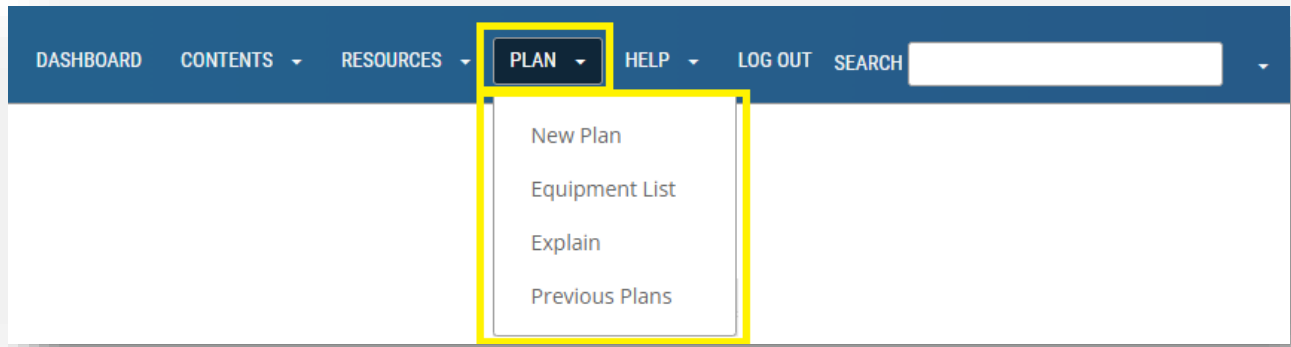 DASHBOARD CONTENTS RESOURCES PLAN HELP LOG OUT SEARCH
New Plan
Equipment List
Explain
Previous Plans